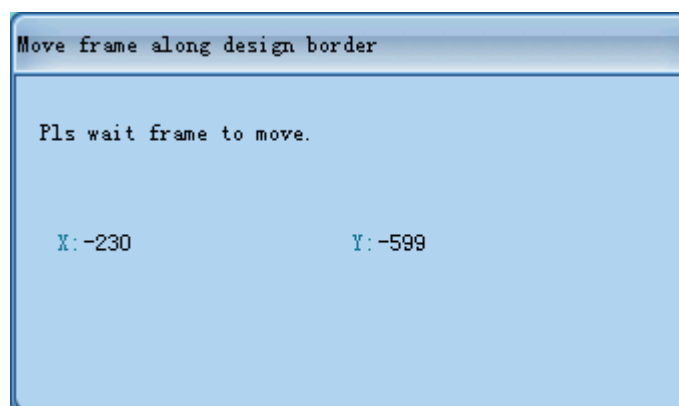 Move frame along design border
Pls wait frame to move.
X:-230 Y:-599